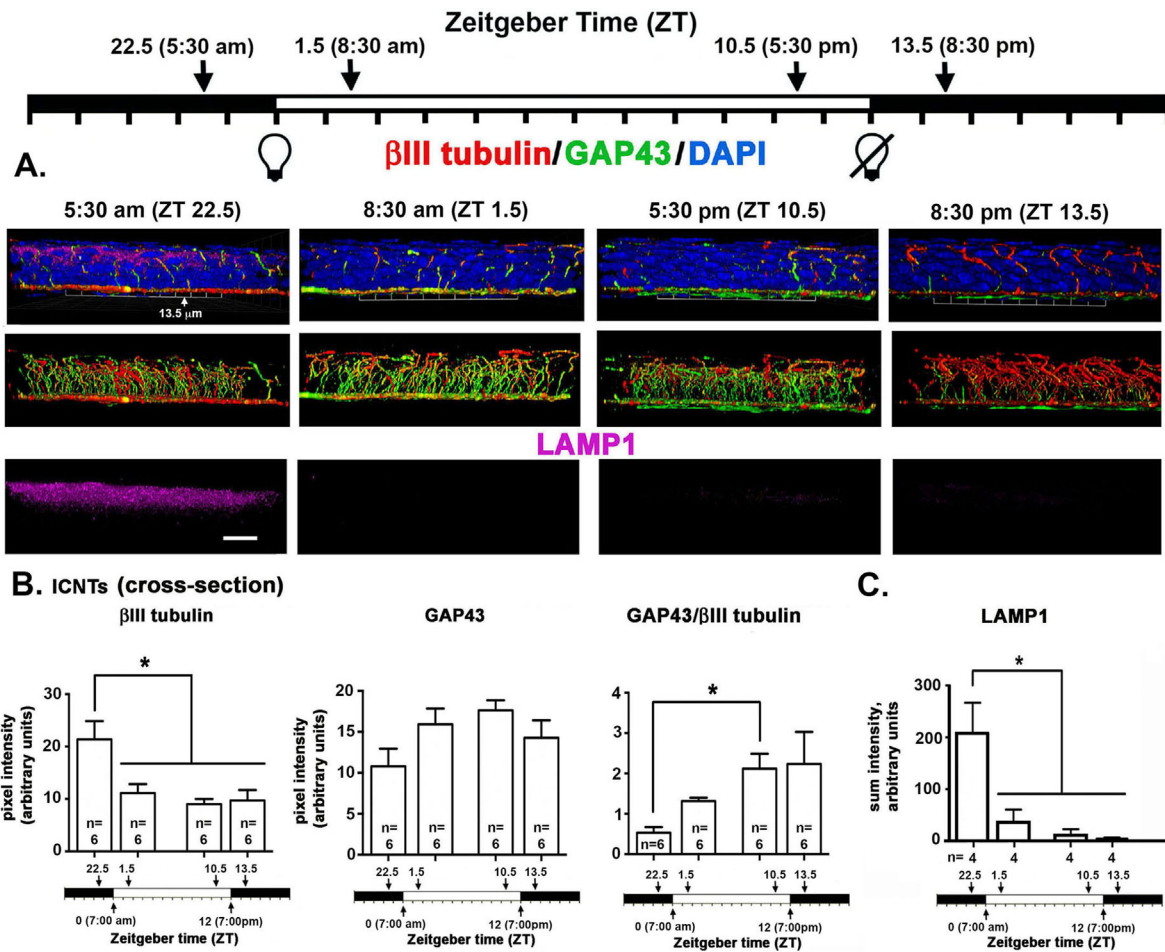 Zeitgeber Time (ZT)
22.5 (5:30 am)
1.5 (8:30 am)
10.5 (5:30 pm)
13.5 (8:30 pm)
A.
βIII tubulin/GAP43/DAPI
5:30 am (ZT 22.5)
8:30 am (ZT 1.5)
5:30 pm (ZT 10.5)
8:30 pm (ZT 13.5)
13.5 μm
LAMP1
B. ICNTs (cross-section)
βIII tubulin
pixel intensity
(arbitrary units)
30
20
10
0
*
n=
6
n=
6
n=
6
n=
6
22.5
1.5
10.5
13.5
0 (7:00 am)
12 (7:00pm)
Zeitgeber time (ZT)
GAP43
pixel intensity
(arbitrary units)
20
15
10
5
0
n=
6
n=
6
n=
6
n=
6
22.5
1.5
10.5
13.5
0 (7:00 am)
12 (7:00pm)
Zeitgeber time (ZT)
GAP43/βIII tubulin
4
3
2
1
0
*
n=6
n=
6
n=
6
n=
6
22.5
1.5
10.5
13.5
0 (7:00 am)
12 (7:00pm)
Zeitgeber time (ZT)
C.
LAMP1
sum intensity,
arbitrary units
300
200
100
0
*
n= 4
4
4
4
22.5
1.5
10.5
13.5
0 (7:00 am)
12 (7:00pm)
Zeitgeber time (ZT)